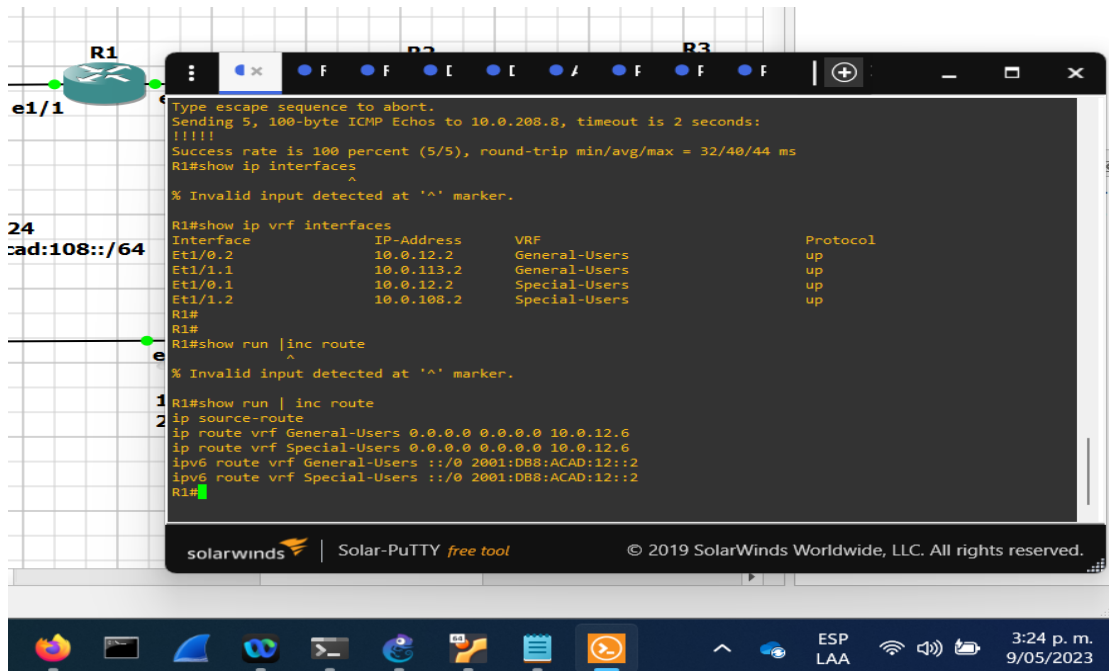 R1
R2
R3
e1/1
e
Type escape sequence to abort.
Sending 5, 100-byte ICMP Echos to 10.0.208.8, timeout is 2 seconds:
!!!!!
Success rate is 100 percent (5/5), round-trip min/avg/max = 32/40/44 ms
R1#show ip interfaces
^
% Invalid input detected at '^' marker.
R1#show ip vrf interfaces
Interface IP-Address VRF Protocol
Et1/0.2 10.0.12.2 General-Users up
Et1/1.1 10.0.113.2 General-Users up
Et1/0.1 10.0.12.2 Special-Users up
Et1/1.2 10.0.108.2 Special-Users up
R1#
R1#
R1#show run |inc route
^
% Invalid input detected at '^' marker.
R1#show run | inc route
ip source-route
ip route vrf General-Users 0.0.0.0 0.0.0.0 10.0.12.6
ip route vrf Special-Users 0.0.0.0 0.0.0.0 10.0.12.6
ipv6 route vrf General-Users ::/0 2001:DB8:ACAD:12::2
ipv6 route vrf Special-Users ::/0 2001:DB8:ACAD:12::2
R1#
24
cad:108::/64
e
1
2
solarwinds Solar-PuTTY free tool © 2019 SolarWinds Worldwide, LLC. All rights reserved.
64
ESP
LAA
3:24 p. m.
9/05/2023